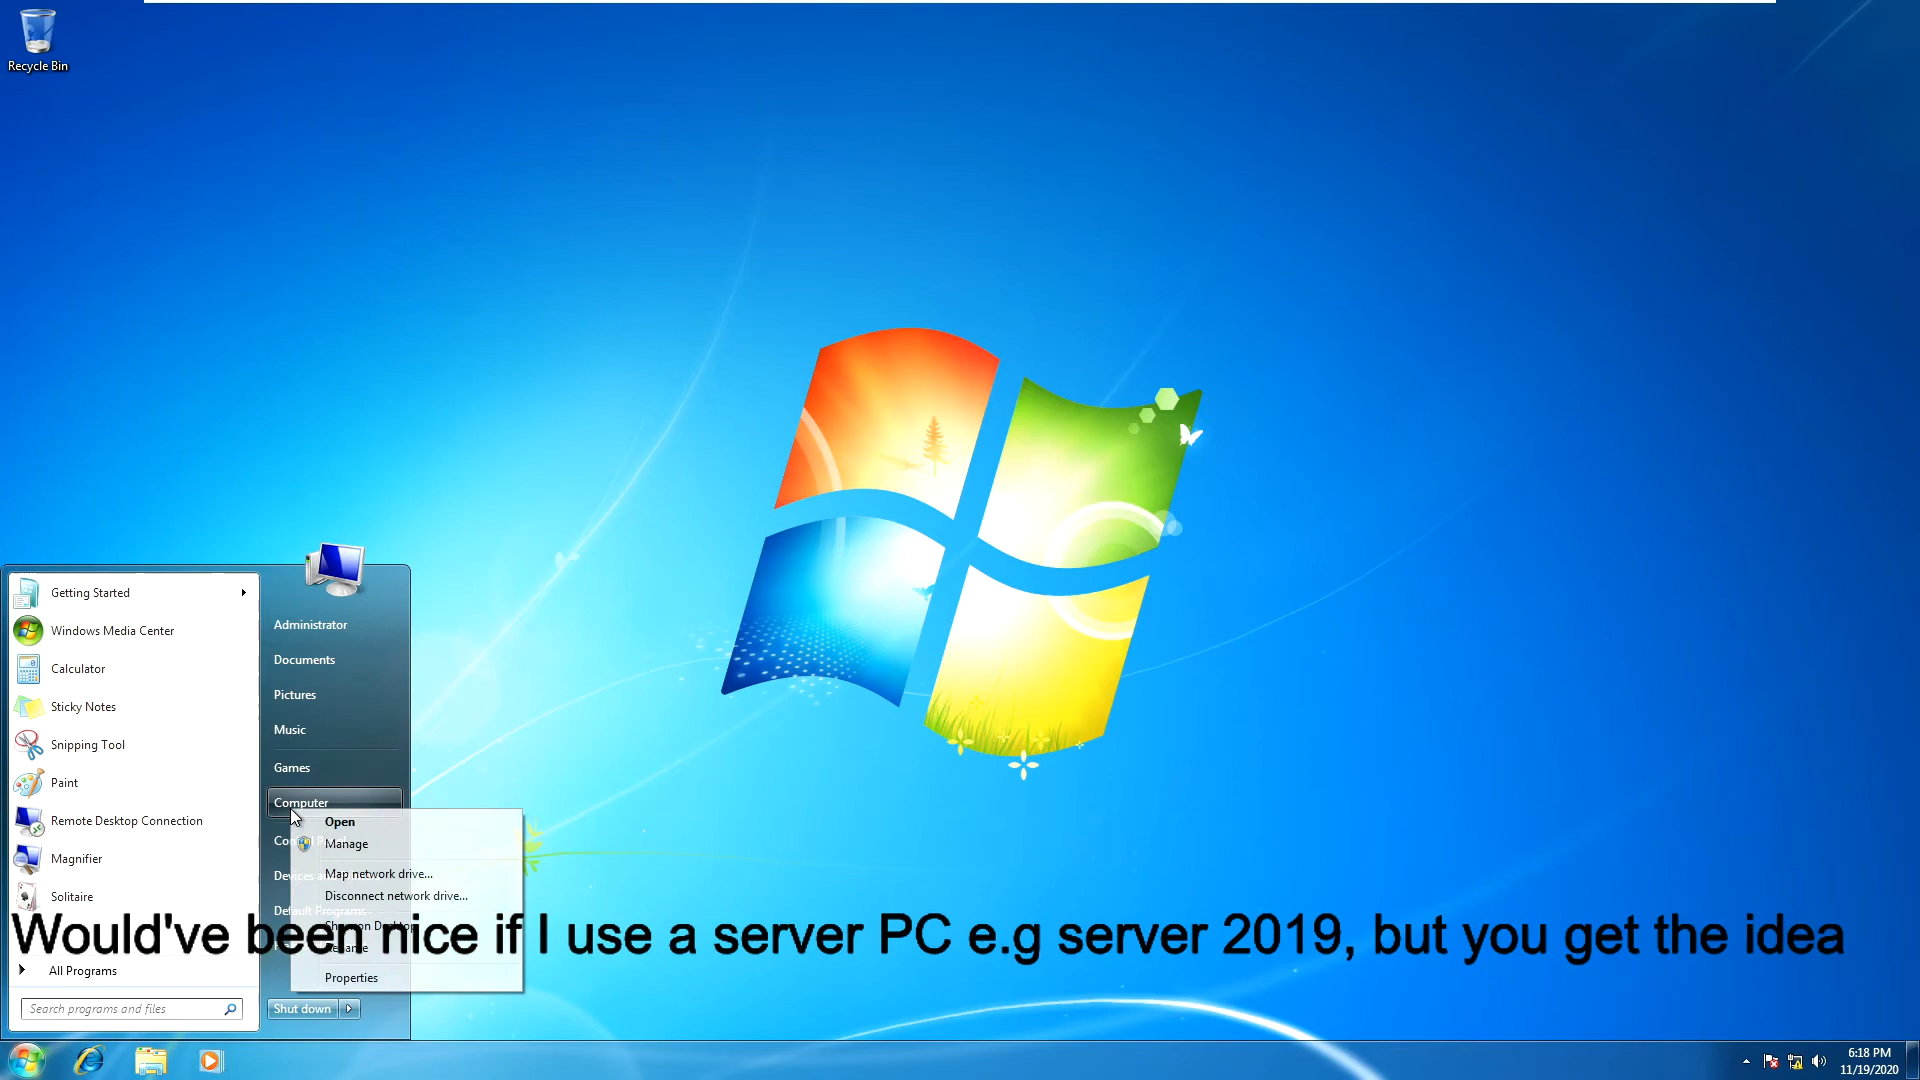 Recycle Bin
Getting Started
Windows Media Center
Calculator
Sticky Notes
Snipping Tool
Paint
Remote Desktop Connection
Magnifier
Solitaire
All Programs
Search programs and files
Administrator
Documents
Pictures
Music
Games
Computer
Default Programs
Shut down
Open
Manage
Map network drive...
Disconnect network drive...
Properties
Would've been nice if I use a server PC e.g server 2019, but you get the idea
6:18 PM
11/19/2020